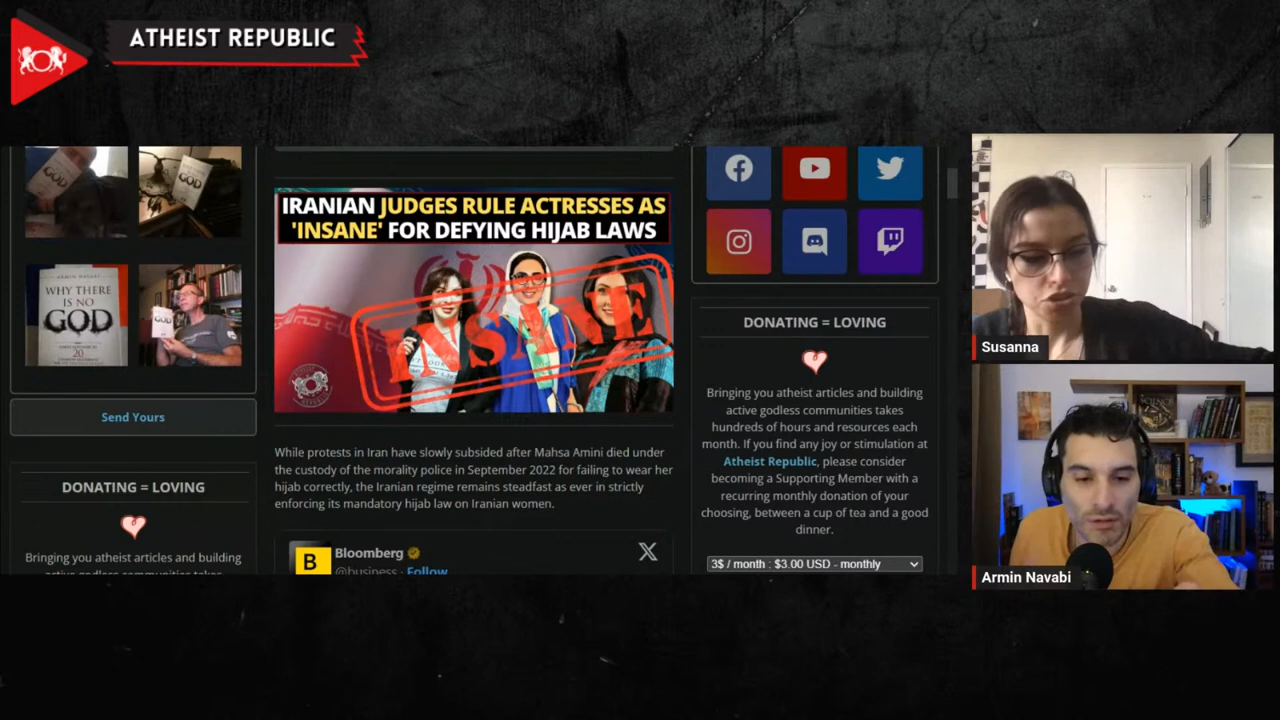 ATHEIST REPUBLIC
GOD
GOD
ARMIN NAVABI
WHY THERE
IS NO
GOD
20
GOD
Send Yours
DONATING = LOVING
Bringing you atheist articles and building
IRANIAN JUDGES RULE ACTRESSES AS
'INSANE' FOR DEFYING HIJAB LAWS
INSANE
While protests in Iran have slowly subsided after Mahsa Amini died under
the custody of the morality police in September 2022 for failing to wear her
hijab correctly, the Iranian regime remains steadfast as ever in strictly
enforcing its mandatory hijab law on Iranian women.
B
Bloomberg
@business · Follow
DONATING = LOVING
Bringing you atheist articles and building
active godless communities takes
hundreds of hours and resources each
month. If you find any joy or stimulation at
Atheist Republic, please consider
becoming a Supporting Member with a
recurring monthly donation of your
choosing, between a cup of tea and a good
dinner.
3$ / month : $3.00 USD - monthly
Susanna
SCIENCE
Armin Navabi